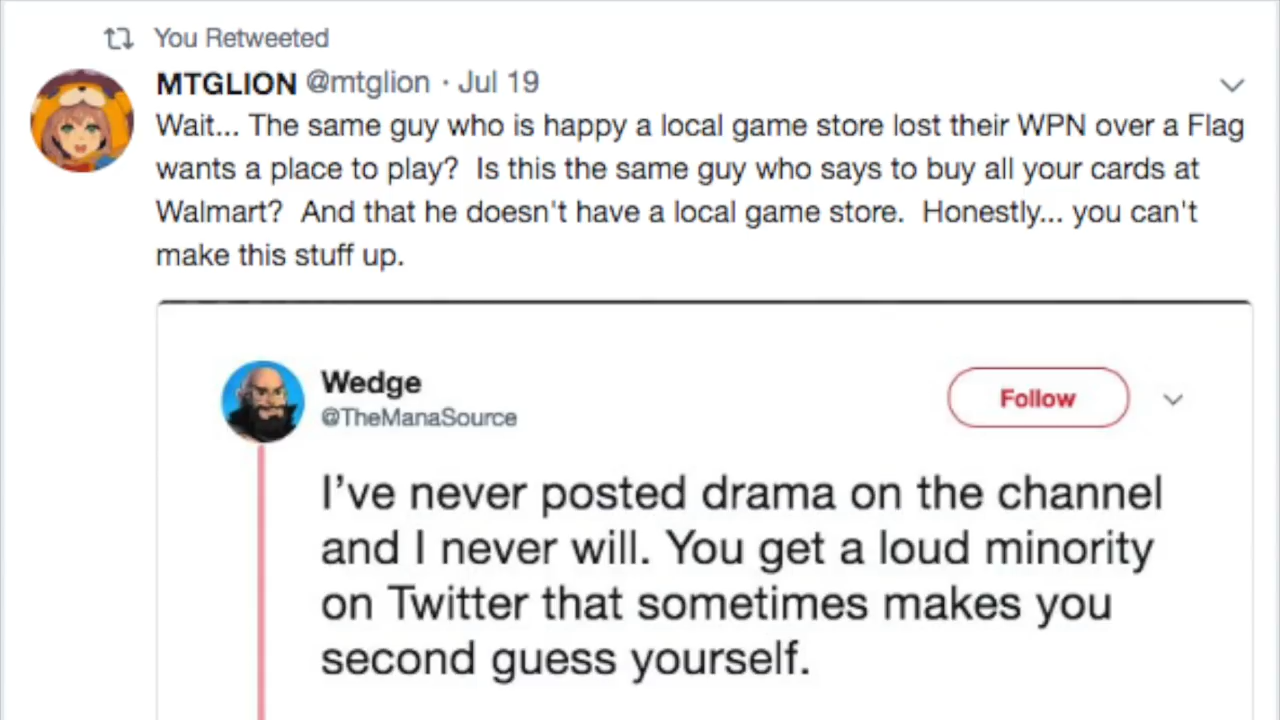 You Retweeted
MTGLION @mtglion · Jul 19
Wait... The same guy who is happy a local game store lost their WPN over a Flag
wants a place to play?  Is this the same guy who says to buy all your cards at
Walmart?  And that he doesn't have a local game store.  Honestly... you can't
make this stuff up.
Wedge
@TheManaSource
Follow
I’ve never posted drama on the channel
and I never will. You get a loud minority
on Twitter that sometimes makes you
second guess yourself.